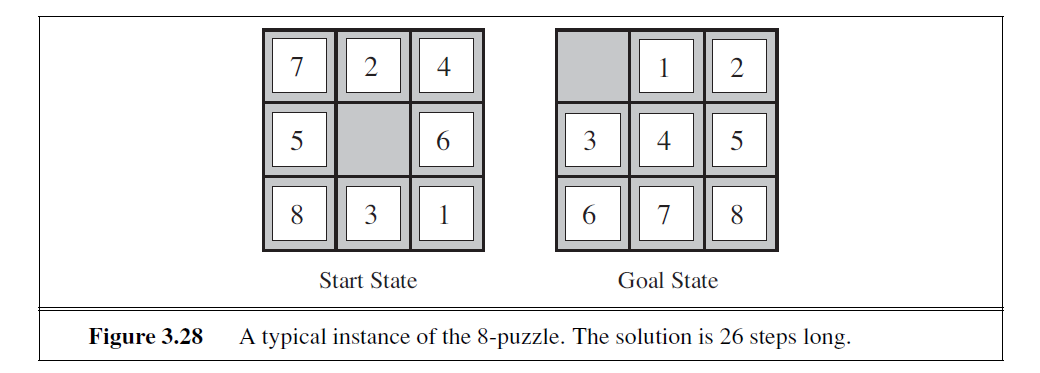 7 2 4
1 2
5 6
3 4 5
8 3 1
6 7 8
Start State
Goal State
Figure 3.28 A typical instance of the 8-puzzle. The solution is 26 steps long.